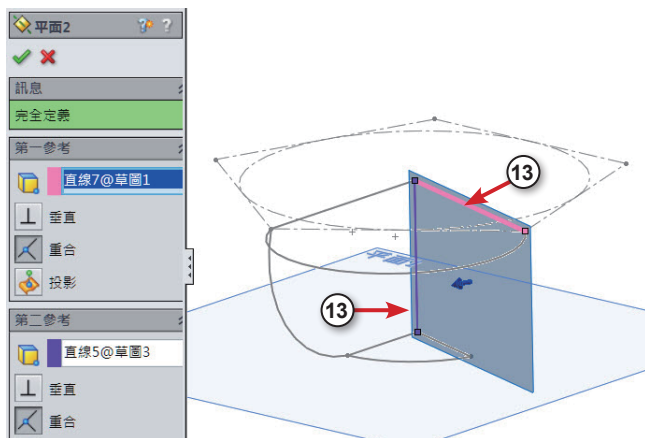 平面2
?
訊息
完全定義
第一參考
直線7@草圖1
垂直
重合
投影
第二參考
直線5@草圖3
垂直
重合
13
13